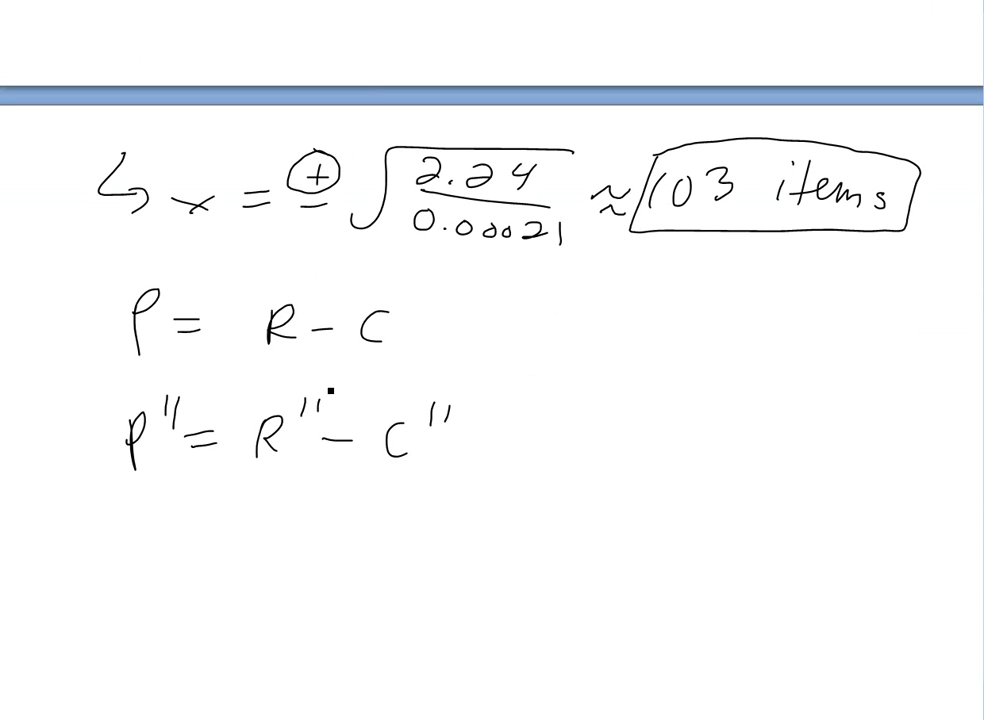 ↳ x = ± √(2.24/0.00021) ≈ 103 items
P = R - C
P" = R" - C"